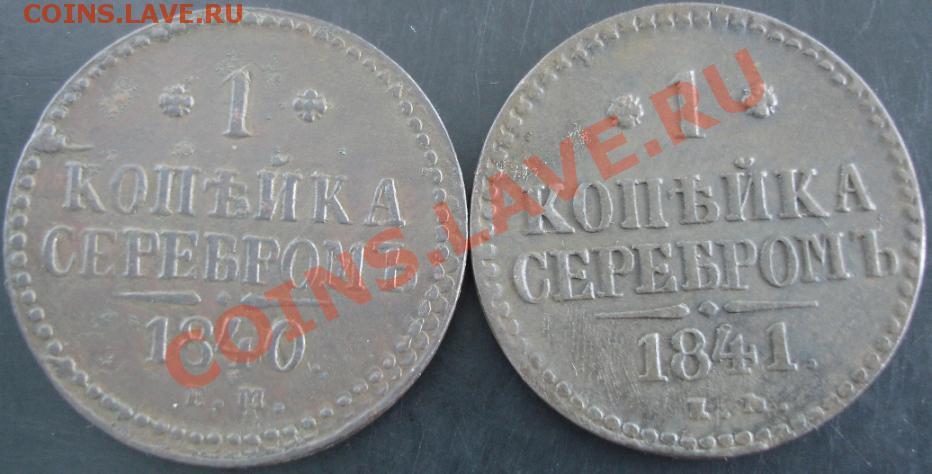 COINS.LAVE.RU
COINS.LAVE.RU
1
КОПѢЙКА
СЕРЕБРОМЪ
1840.
Е.М.
1
КОПѢЙКА
СЕРЕБРОМЪ
1841.